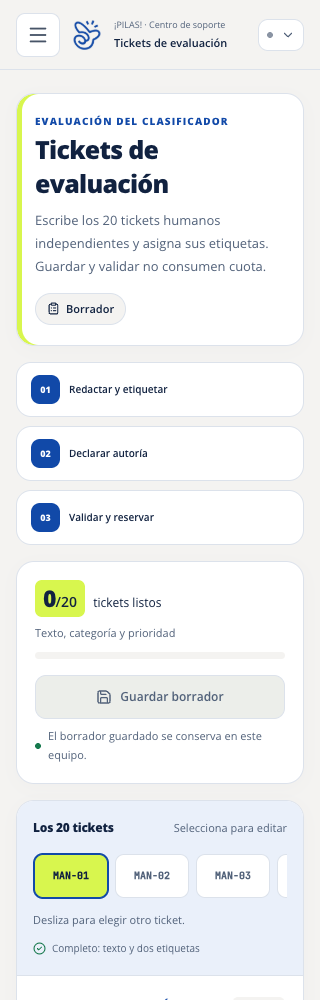 ¡PILAS! · Centro de soporte
Tickets de evaluación
EVALUACIÓN DEL CLASIFICADOR
Tickets de
evaluación
Escribe los 20 tickets humanos
independientes y asigna sus etiquetas.
Guardar y validar no consumen cuota.
Borrador
01 Redactar y etiquetar
02 Declarar autoría
03 Validar y reservar
0/20 tickets listos
Texto, categoría y prioridad
Guardar borrador
El borrador guardado se conserva en este
equipo.
Los 20 tickets Selecciona para editar
MAN-01 MAN-02 MAN-03
Desliza para elegir otro ticket.
Completo: texto y dos etiquetas